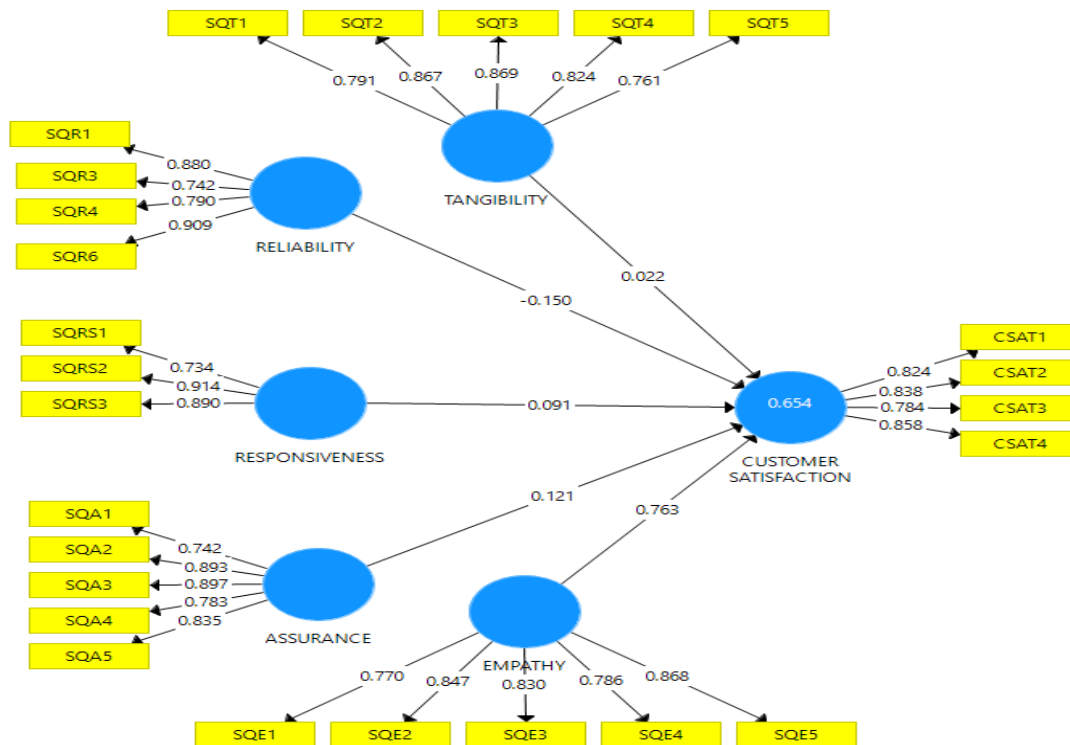 SQT1
SQT2
SQT3
SQT4
SQT5
0.791
0.867
0.869
0.824
0.761
TANGIBILITY
SQR1
SQR3
SQR4
SQR6
0.880
0.742
0.790
0.909
RELIABILITY
-0.150
0.022
SQRS1
SQRS2
SQRS3
0.734
0.914
0.890
RESPONSIVENESS
0.091
0.654
CUSTOMER
SATISFACTION
0.824
0.838
0.784
0.858
CSAT1
CSAT2
CSAT3
CSAT4
SQA1
SQA2
SQA3
SQA4
SQA5
0.742
0.893
0.897
0.783
0.835
ASSURANCE
0.121
0.763
EMPATHY
0.770
0.847
0.830
0.786
0.868
SQE1
SQE2
SQE3
SQE4
SQE5